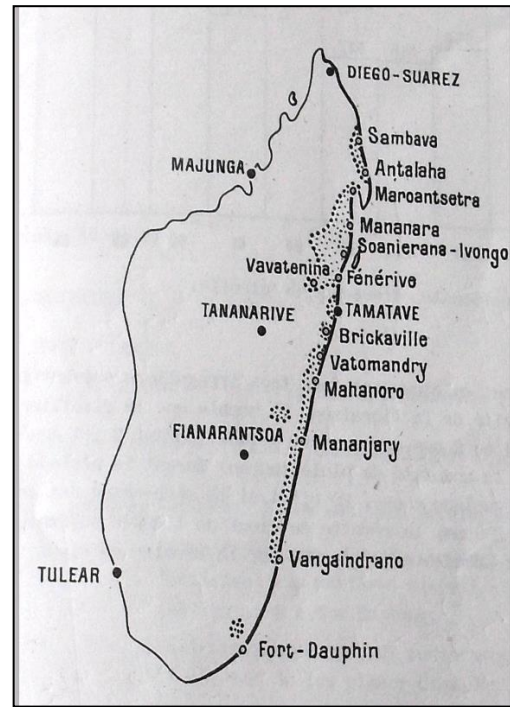 DIEGO-SUAREZ
Sambava
Antalaha
MAJUNGA
Maroantsetra
Mananara
Soanierana-Ivongo
Vavatenina
Fénérive
TAMATAVE
TANANARIVE
Brickaville
Vatomandry
Mahanoro
FIANARANTSOA
Mananjary
Vangaindrano
TULEAR
Fort-Dauphin